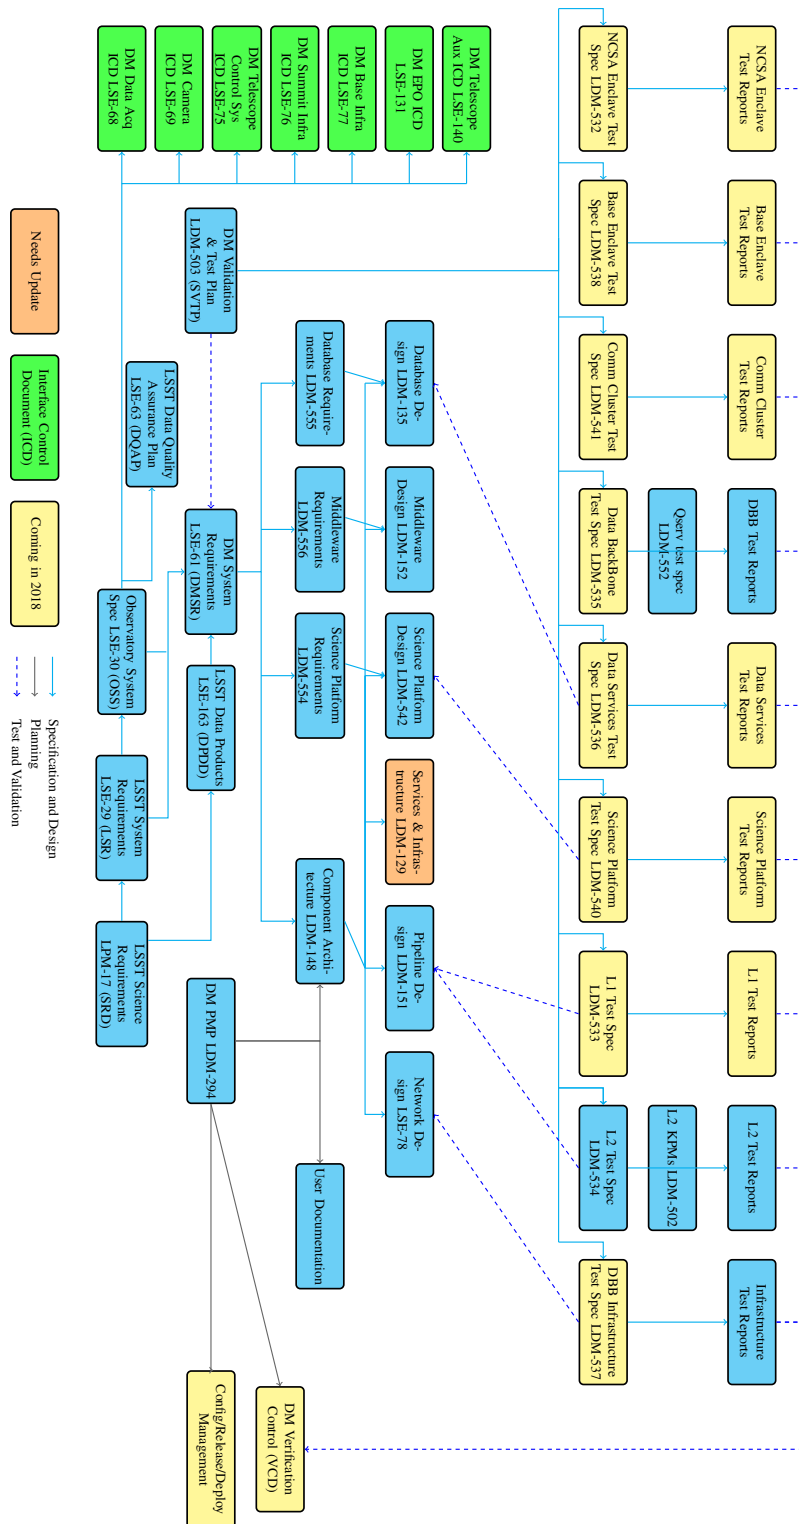 NCSA Enclave
Test Reports
Base Enclave
Test Reports
Comm Cluster
Test Reports
DBB Test Reports
Data Services
Test Reports
Science Platform
Test Reports
L1 Test Reports
L2 Test Reports
Infrastructure
Test Reports
Qserv test spec
LDM-552
L2 KPMs LDM-502
NCSA Enclave Test
Spec LDM-532
Base Enclave Test
Spec LDM-538
Comm Cluster Test
Spec LDM-541
Data BackBone
Test Spec LDM-535
Data Services Test
Spec LDM-536
Science Platform
Test Spec LDM-540
L1 Test Spec
LDM-533
L2 Test Spec
LDM-534
DBB Infrastructure
Test Spec LDM-537
DM Telescope
Aux ICD LSE-140
DM EPO ICD
LSE-131
DM Base Infra
ICD LSE-77
DM Summit Infra
ICD LSE-76
DM Telescope
Control Sys
ICD LSE-75
DM Camera
ICD LSE-69
DM Data Acq
ICD LSE-68
Database De-
sign LDM-135
Middleware
Design LDM-152
Science Platform
Design LDM-542
Services & Infras-
tructure LDM-129
Pipeline De-
sign LDM-151
Network De-
sign LSE-78
Database Require-
ments LDM-555
Middleware
Requirements
LDM-556
Science Platform
Requirements
LDM-554
Component Archi-
tecture LDM-148
User Documentation
DM Verification
Control (VCD)
DM Validation
& Test Plan
LDM-503 (SVTP)
DM System
Requirements
LSE-61 (DMSR)
LSST Data Products
LSE-163 (DPDD)
DM PMP LDM-294
Config/Release/Deploy
Management
LSST Data Quality
Assurance Plan
LSE-63 (DQAP)
Observatory System
Spec LSE-30 (OSS)
LSST System
Requirements
LSE-29 (LSR)
LSST Science
Requirements
LPM-17 (SRD)
Needs Update
Interface Control
Document (ICD)
Coming in 2018
Specification and Design
Planning
Test and Validation